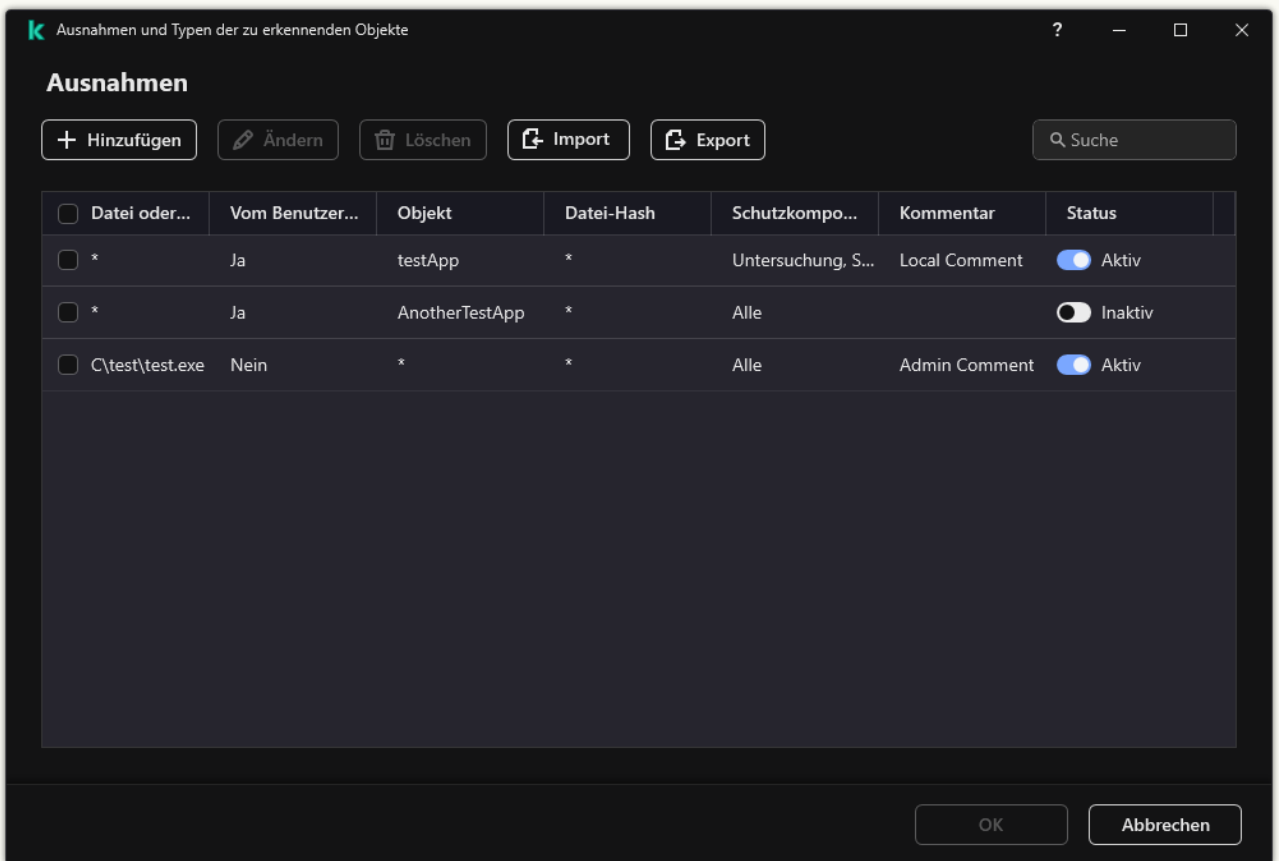 Ausnahmen und Typen der zu erkennenden Objekte
?
Ausnahmen
Hinzufügen Ändern Löschen Import Export Suche
Datei oder... Vom Benutzer... Objekt Datei-Hash Schutzkompo... Kommentar Status
* Ja testApp * Untersuchung, S... Local Comment Aktiv
* Ja AnotherTestApp * Alle Inaktiv
C\test\test.exe Nein * * Alle Admin Comment Aktiv
OK Abbrechen